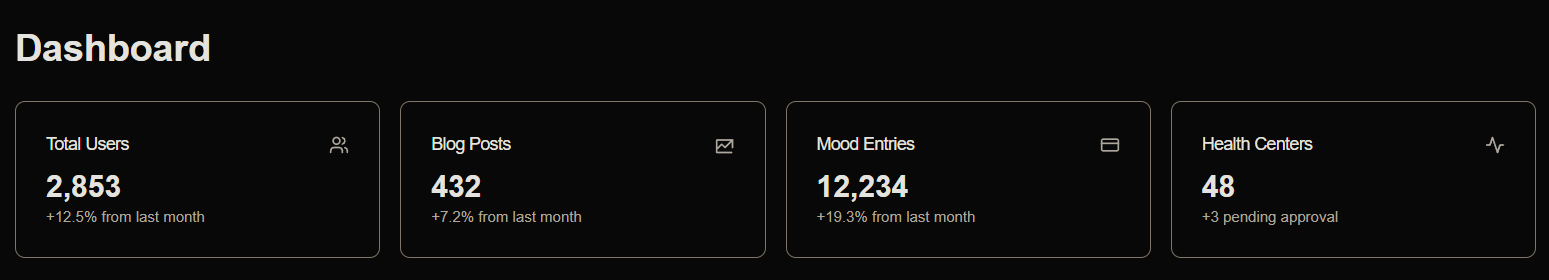 Dashboard
Total Users
2,853
+12.5% from last month
Blog Posts
432
+7.2% from last month
Mood Entries
12,234
+19.3% from last month
Health Centers
48
+3 pending approval